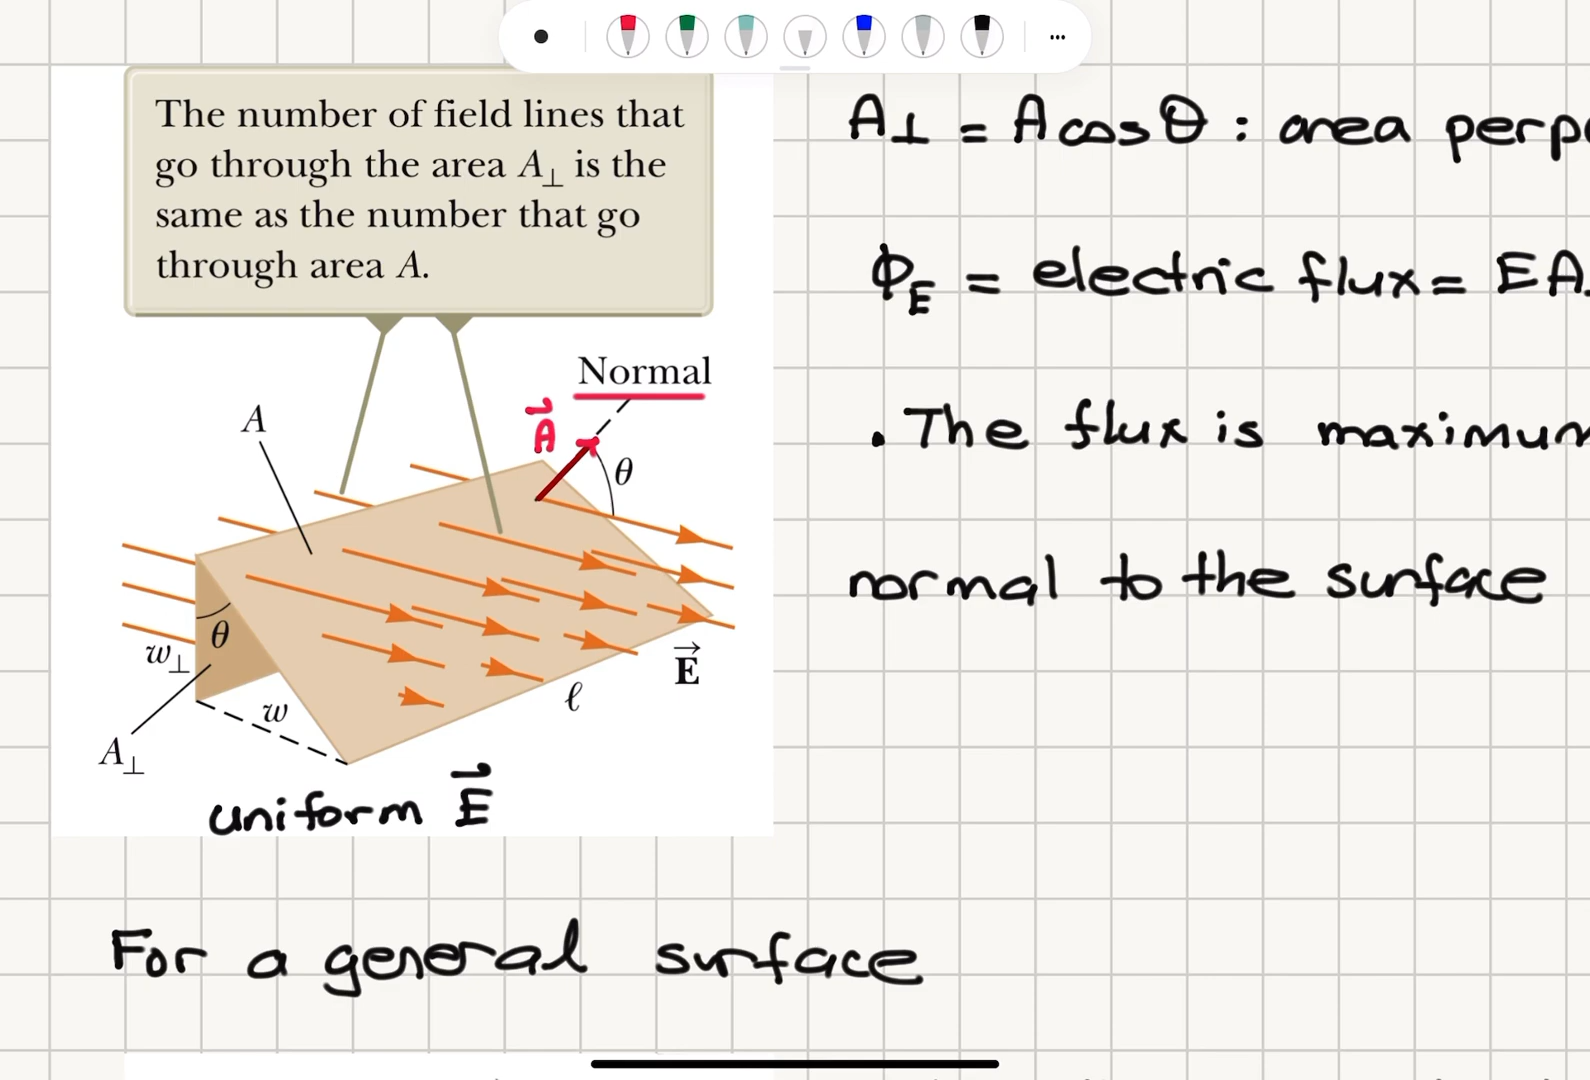 The number of field lines that
go through the area A⊥ is the
same as the number that go
through area A.
Normal
A⃗
A
θ
θ
w⊥
w
A⊥
ℓ
E⃗
uniform E⃗
A⊥ = A cos θ : area
Φ_E = electric flux = EA
. The flux is maximum
normal to the surface
For a general surface